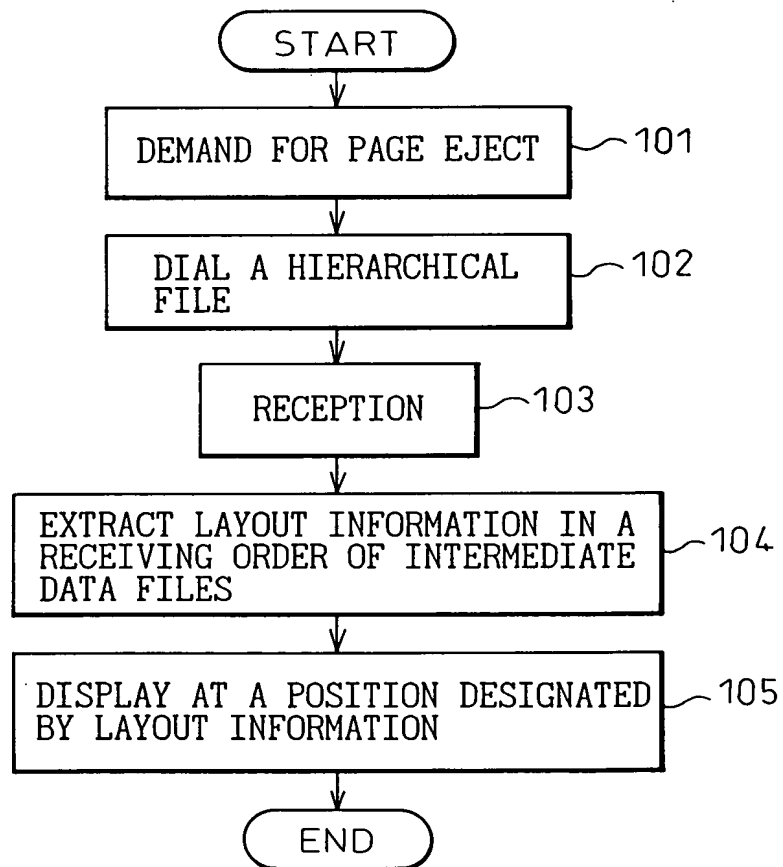 START
DEMAND FOR PAGE EJECT
101
DIAL A HIERARCHICAL
FILE
102
RECEPTION
103
EXTRACT LAYOUT INFORMATION IN A
RECEIVING ORDER OF INTERMEDIATE
DATA FILES
104
DISPLAY AT A POSITION DESIGNATED
BY LAYOUT INFORMATION
105
END